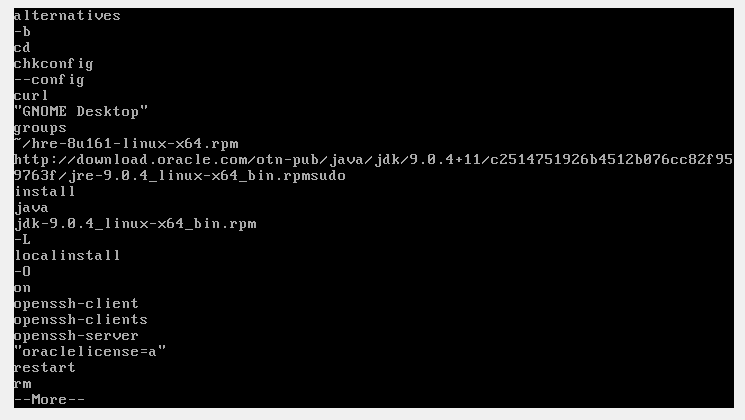 alternatives
-b
cd
chkconfig
--config
curl
"GNOME Desktop"
groups
~/hre-8u161-linux-x64.rpm
http://download.oracle.com/otn-pub/java/jdk/9.0.4+11/c2514751926b4512b076cc82f95
9763f/jre-9.0.4_linux-x64_bin.rpmsudo
install
java
jdk-9.0.4_linux-x64_bin.rpm
-L
localinstall
-O
on
openssh-client
openssh-clients
openssh-server
"oraclelicense=a"
restart
rm
--More--